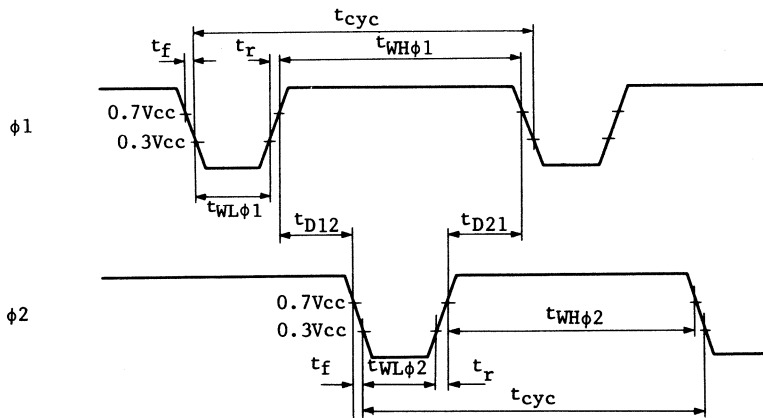 tcyc
tf tr tWHφ1
φ1
0.7Vcc
0.3Vcc
tWLφ1
tD12 tD21
φ2
0.7Vcc
0.3Vcc
tWHφ2
tf tWLφ2 tr
tcyc